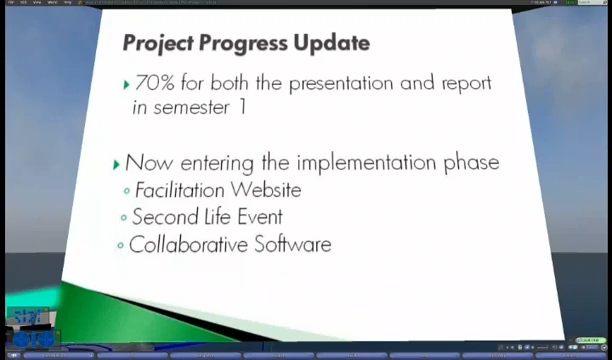 Project Progress Update
70% for both the presentation and report
in semester 1
Now entering the implementation phase
Facilitation Website
Second Life Event
Collaborative Software